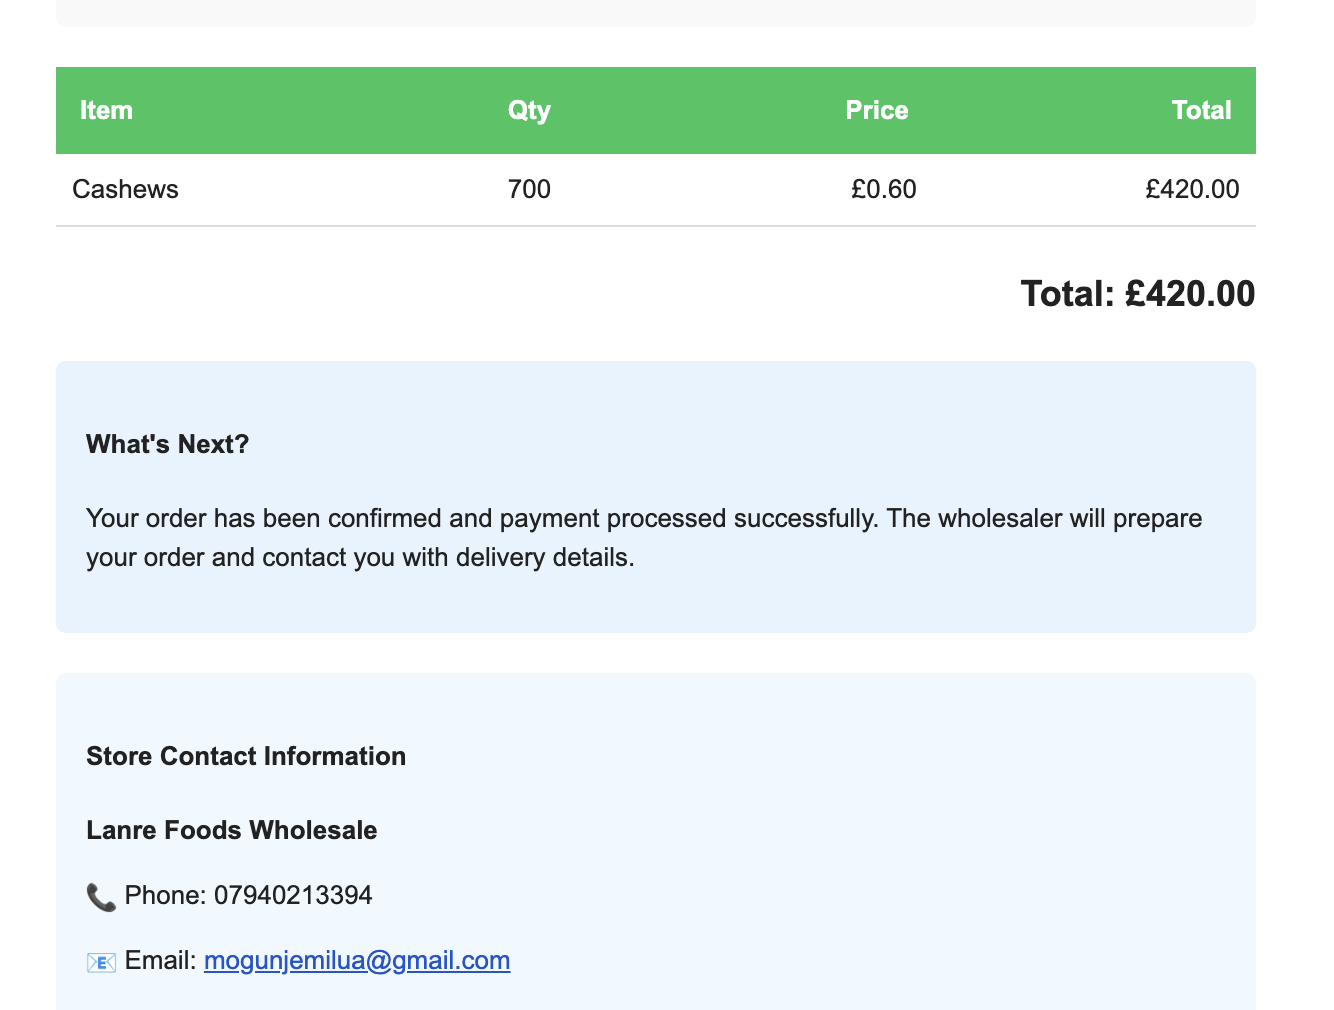 Item Qty Price Total
Cashews 700 £0.60 £420.00
Total: £420.00
What's Next?
Your order has been confirmed and payment processed successfully. The wholesaler will prepare
your order and contact you with delivery details.
Store Contact Information
Lanre Foods Wholesale
📞 Phone: 07940213394
📧 Email: mogunjemilua@gmail.com